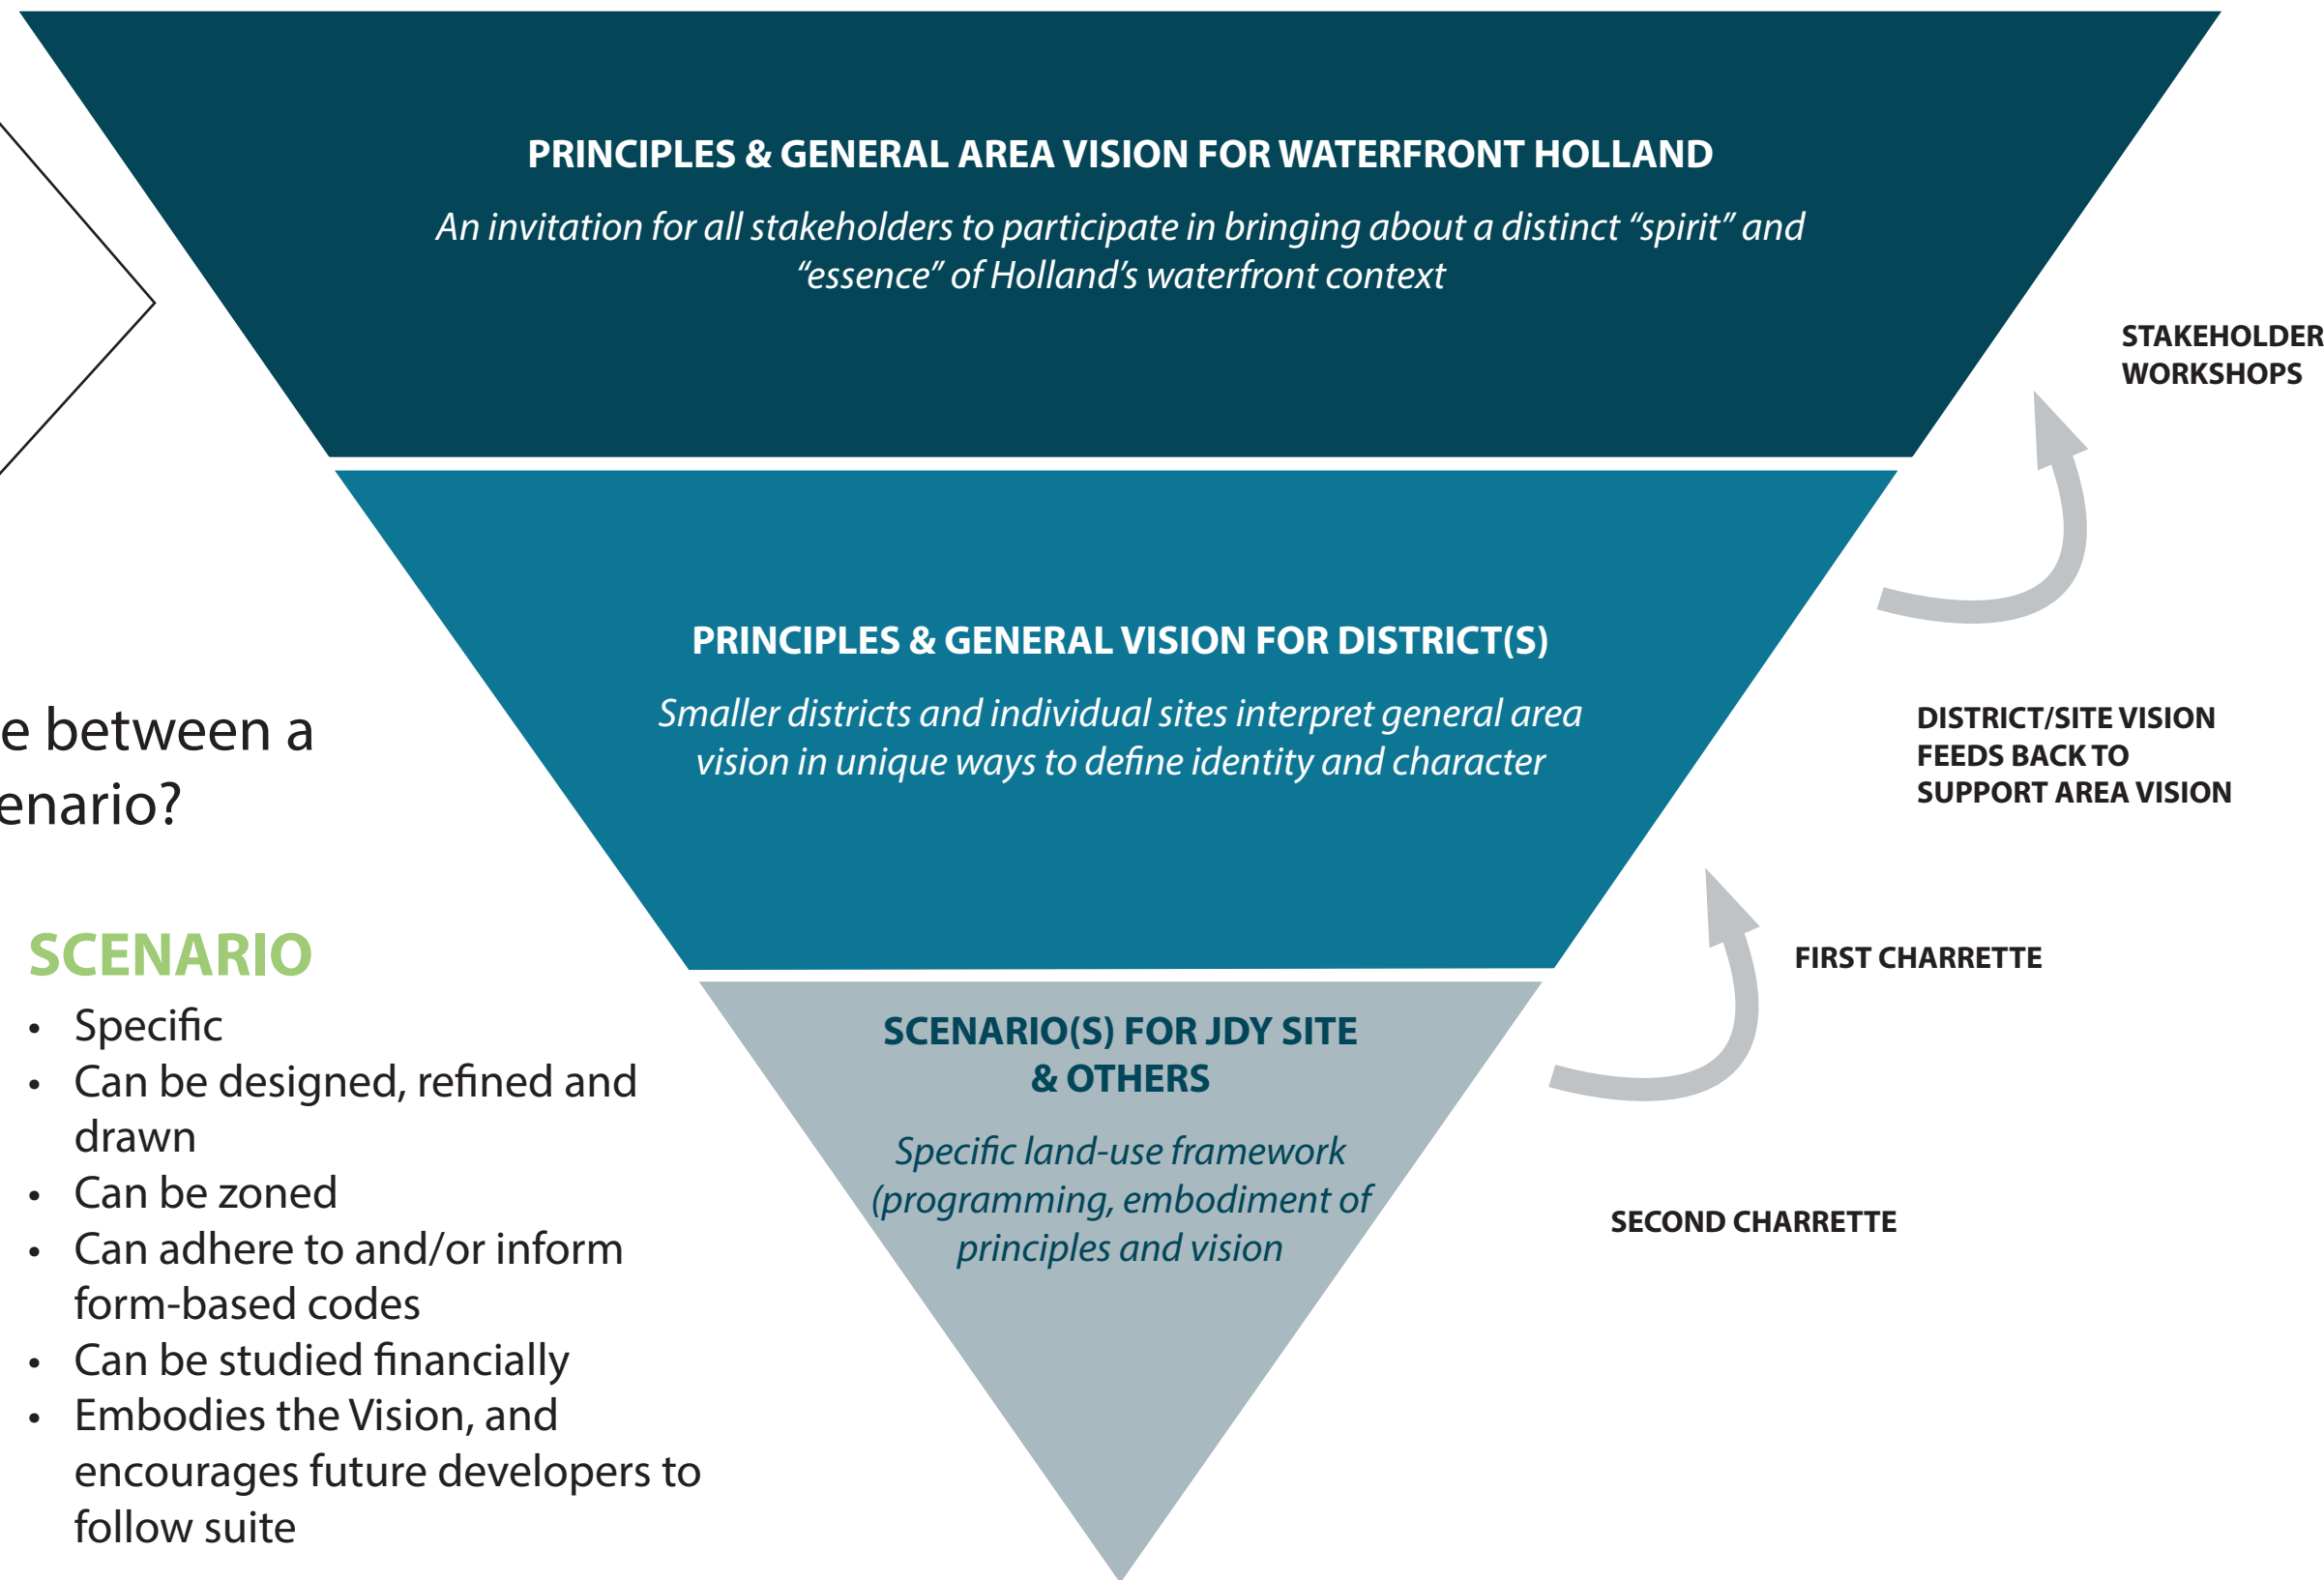 PRINCIPLES & GENERAL AREA VISION FOR WATERFRONT HOLLAND
An invitation for all stakeholders to participate in bringing about a distinct “spirit” and
“essence” of Holland’s waterfront context
STAKEHOLDER
WORKSHOPS
PRINCIPLES & GENERAL VISION FOR DISTRICT(S)
Smaller districts and individual sites interpret general area
vision in unique ways to define identity and character
DISTRICT/SITE VISION
FEEDS BACK TO
SUPPORT AREA VISION
FIRST CHARRETTE
SCENARIO(S) FOR JDY SITE
& OTHERS
Specific land-use framework
(programming, embodiment of
principles and vision
SECOND CHARRETTE
e between a
enario?
SCENARIO
• Specific
• Can be designed, refined and
drawn
• Can be zoned
• Can adhere to and/or inform
form-based codes
• Can be studied financially
• Embodies the Vision, and
encourages future developers to
follow suite